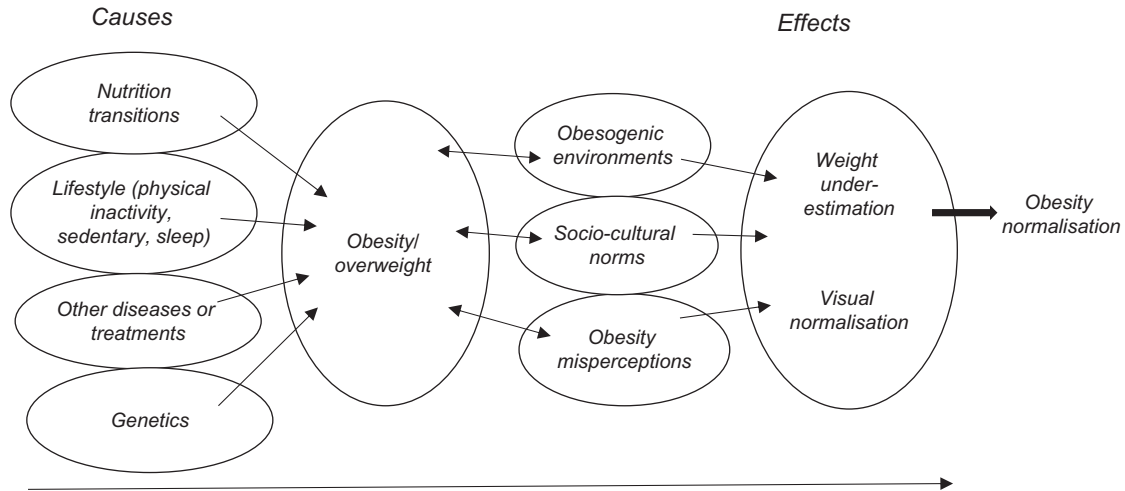 Causes
Effects
Nutrition
transitions
Lifestyle (physical
inactivity,
sedentary, sleep)
Other diseases or
treatments
Genetics
Obesity/
overweight
Obesogenic
environments
Socio-cultural
norms
Obesity
misperceptions
Weight
under-
estimation
Visual
normalisation
Obesity
normalisation